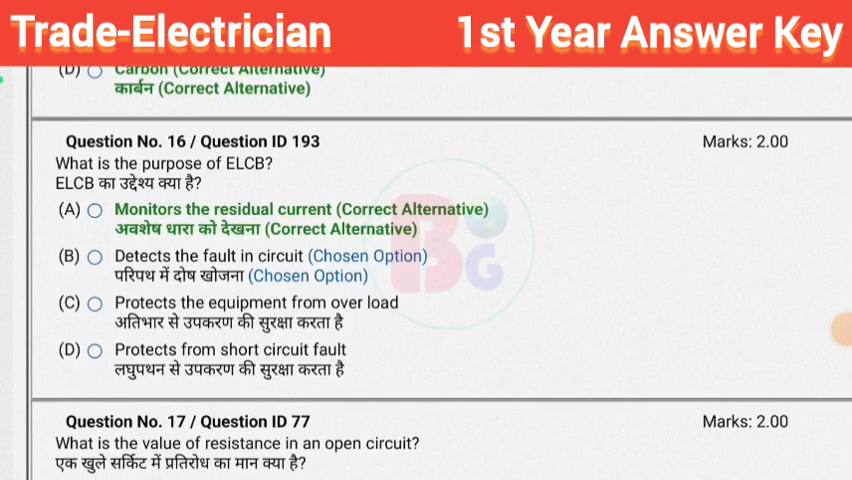 Trade-Electrician 1st Year Answer Key
(D) Carbon (Correct Alternative)
कार्बन (Correct Alternative)
Question No. 16 / Question ID 193 Marks: 2.00
What is the purpose of ELCB?
ELCB का उद्देश्य क्या है?
(A) Monitors the residual current (Correct Alternative)
अवशेष धारा को देखना (Correct Alternative)
(B) Detects the fault in circuit (Chosen Option)
परिपथ में दोष खोजना (Chosen Option)
(C) Protects the equipment from over load
अतिभार से उपकरण की सुरक्षा करता है
(D) Protects from short circuit fault
लघुपथन से उपकरण की सुरक्षा करता है
Question No. 17 / Question ID 77 Marks: 2.00
What is the value of resistance in an open circuit?
एक खुले सर्किट में प्रतिरोध का मान क्या है?